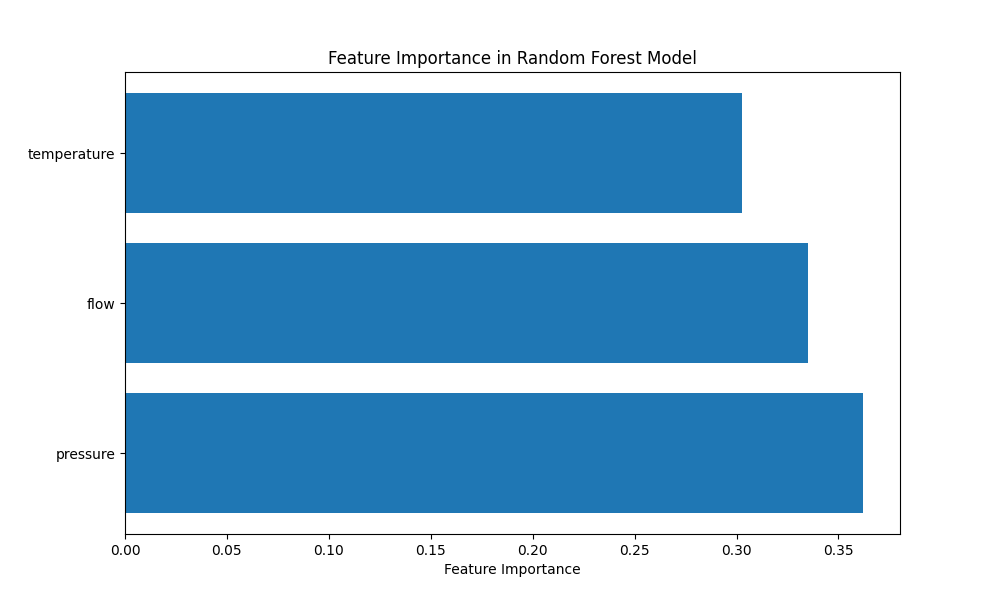 Feature Importance in Random Forest Model
temperature
flow
pressure
0.00 0.05 0.10 0.15 0.20 0.25 0.30 0.35
Feature Importance